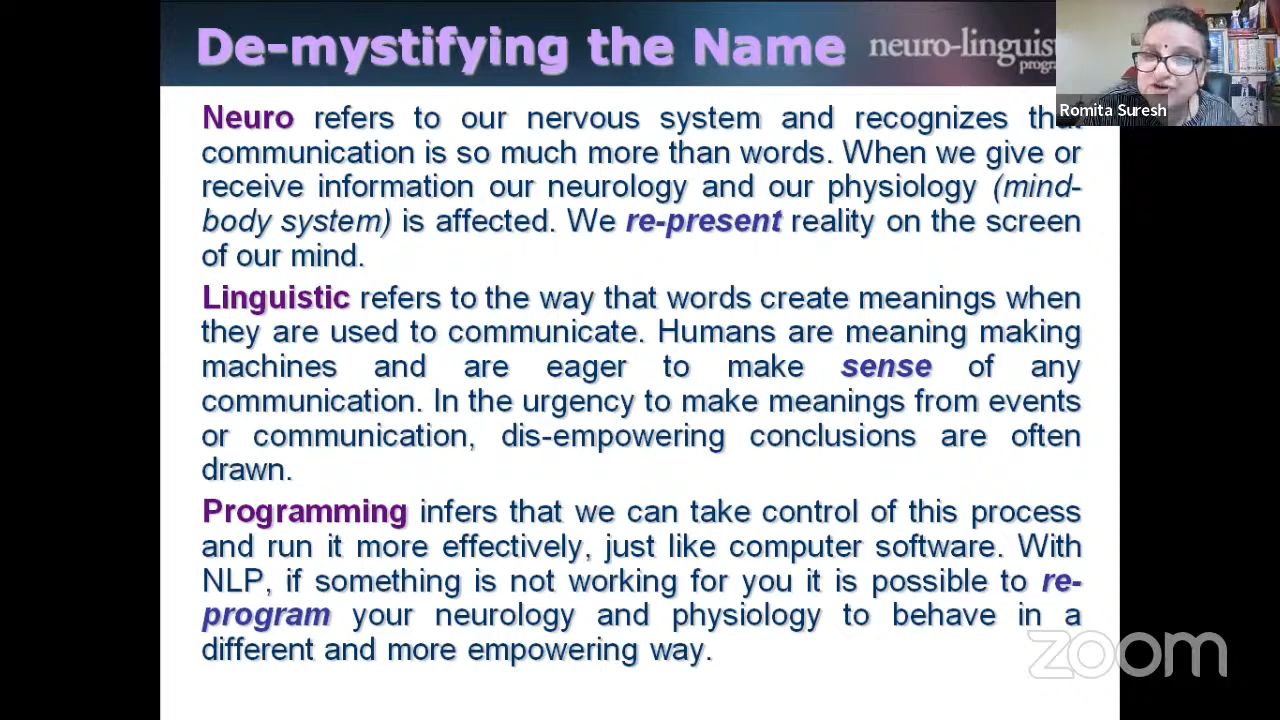 De-mystifying the Name
neuro-linguis
progra
Romita Suresh
Neuro refers to our nervous system and recognizes that
communication is so much more than words. When we give or
receive information our neurology and our physiology (mind-
body system) is affected. We re-present reality on the screen
of our mind.
Linguistic refers to the way that words create meanings when
they are used to communicate. Humans are meaning making
machines and are eager to make sense of any
communication. In the urgency to make meanings from events
or communication, dis-empowering conclusions are often
drawn.
Programming infers that we can take control of this process
and run it more effectively, just like computer software. With
NLP, if something is not working for you it is possible to re-
program your neurology and physiology to behave in a
different and more empowering way.
zoom